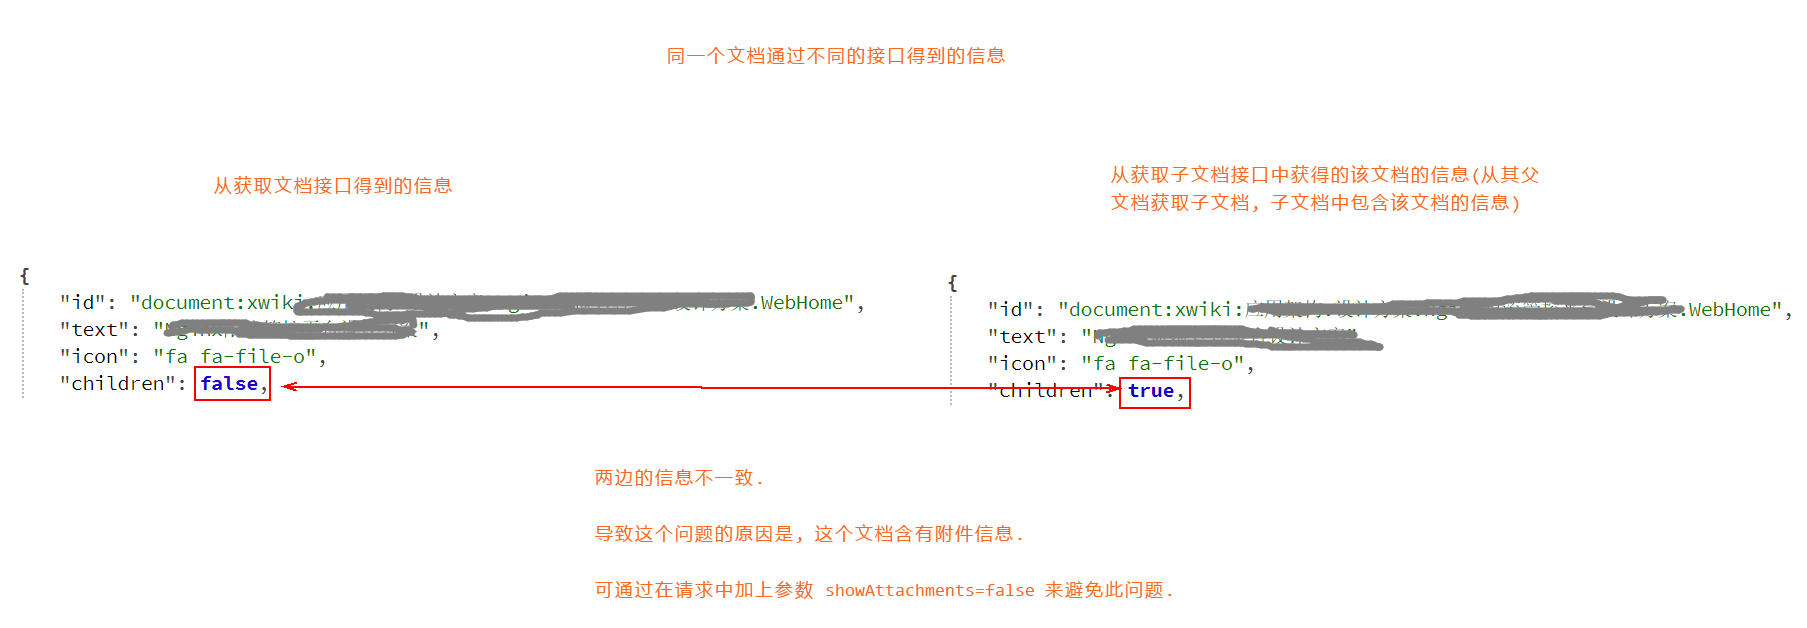 同一个文档通过不同的接口得到的信息
从获取文档接口得到的信息
从获取子文档接口中获得的该文档的信息(从其父
文档获取子文档, 子文档中包含该文档的信息)
{
"id": "document:xwiki: .WebHome",
"text": " ",
"icon": "fa fa-file-o",
"children": false,
{
"id": "document:xwiki: .WebHome",
"text": " "
"icon": "fa fa-file-o",
"children": true,
两边的信息不一致.
导致这个问题的原因是, 这个文档含有附件信息.
可通过在请求中加上参数 showAttachments=false 来避免此问题.